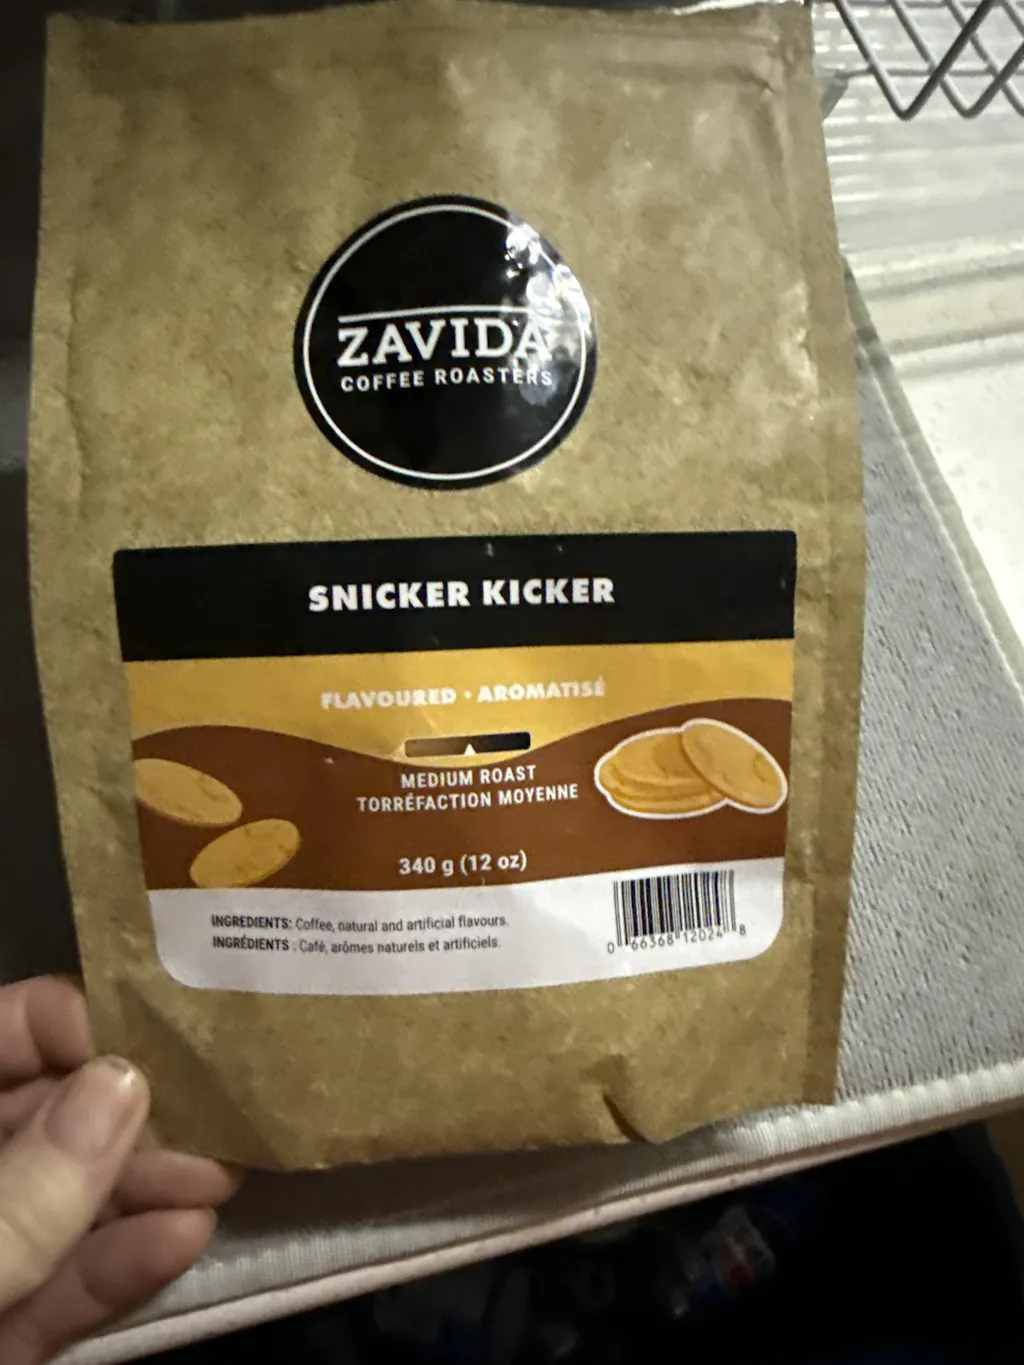 ZAVIDA
COFFEE ROASTERS
SNICKER KICKER
FLAVOURED • AROMATISÉ
MEDIUM ROAST
TORRÉFACTION MOYENNE
340 g (12 oz)
INGREDIENTS: Coffee, natural and artificial flavours.
INGRÉDIENTS : Café, arômes naturels et artificiels.
0 66368 12024 8